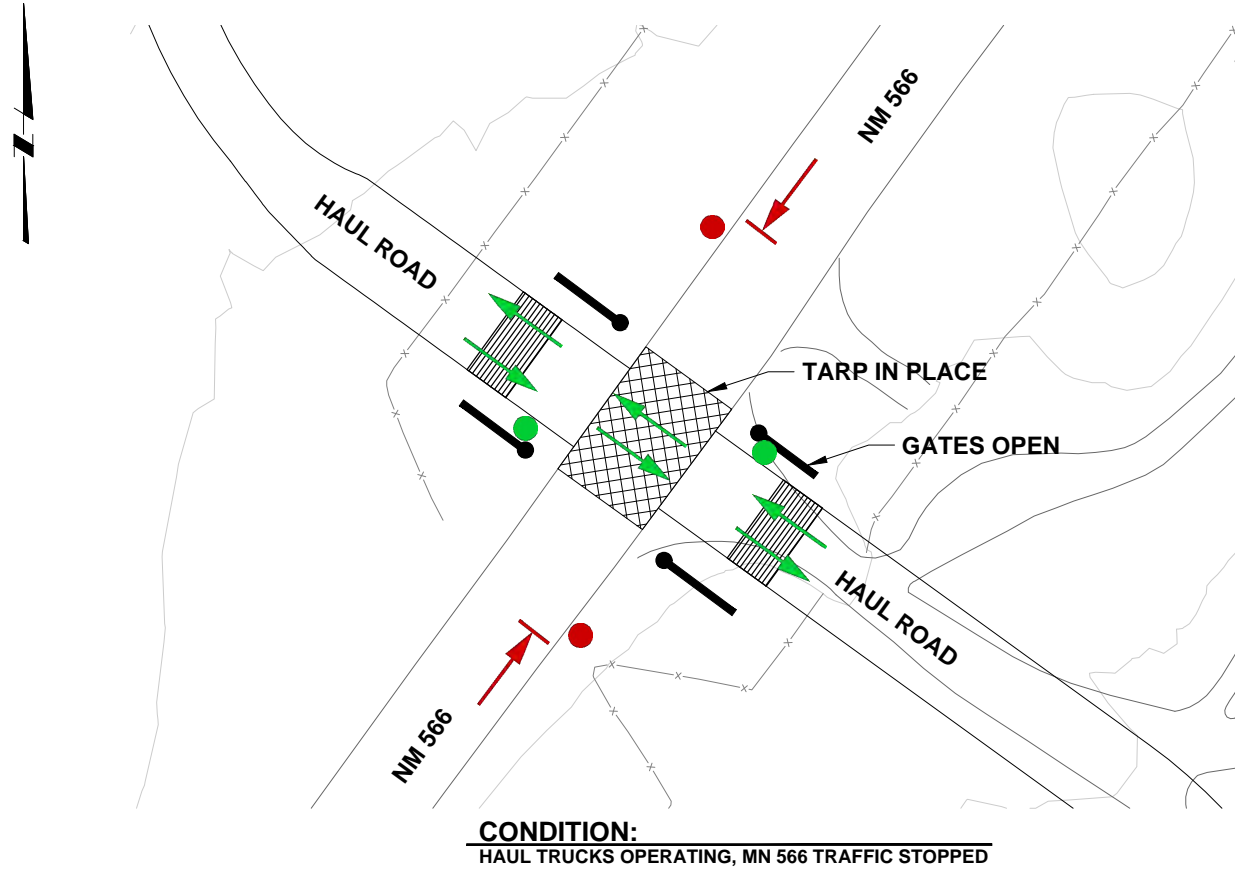 N
NM 566
HAUL ROAD
TARP IN PLACE
GATES OPEN
HAUL ROAD
NM 566
CONDITION:
HAUL TRUCKS OPERATING, MN 566 TRAFFIC STOPPED